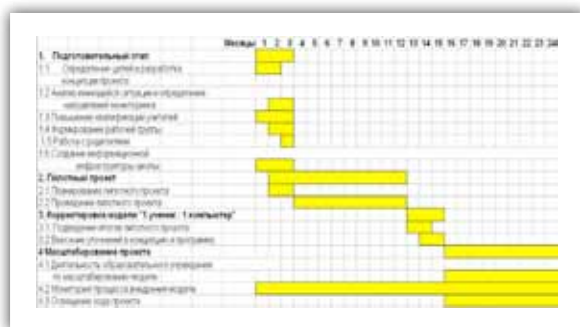 Месяцы 1 2 3 4 5 6 7 8 9 10 11 12 13 14 15 16 17 18 19 20 21 22 23 24
1. Подготовительный этап
1.1 Определение целей и разработка
концепции проекта
1.2 Анализ имеющейся ситуации и определение
направлений мониторинга
1.3 Повышение квалификации учителей
1.4 Формирование рабочей группы
1.5 Работа с родителями
1.6 Создание информационной
инфраструктуры школы
2. Пилотный проект
2.1 Планирование пилотного проекта
2.2 Проведение пилотного проекта
3. Корректировка модели "1 ученик : 1 компьютер"
3.1 Подведение итогов пилотного проекта
3.2 Внесение уточнений в концепцию и программу
4 Масштабирование проекта
4.1 Деятельность образовательного учреждения
по масштабированию модели
4.2 Мониторинг процесса внедрения модели
4.3 Освещение хода проекта